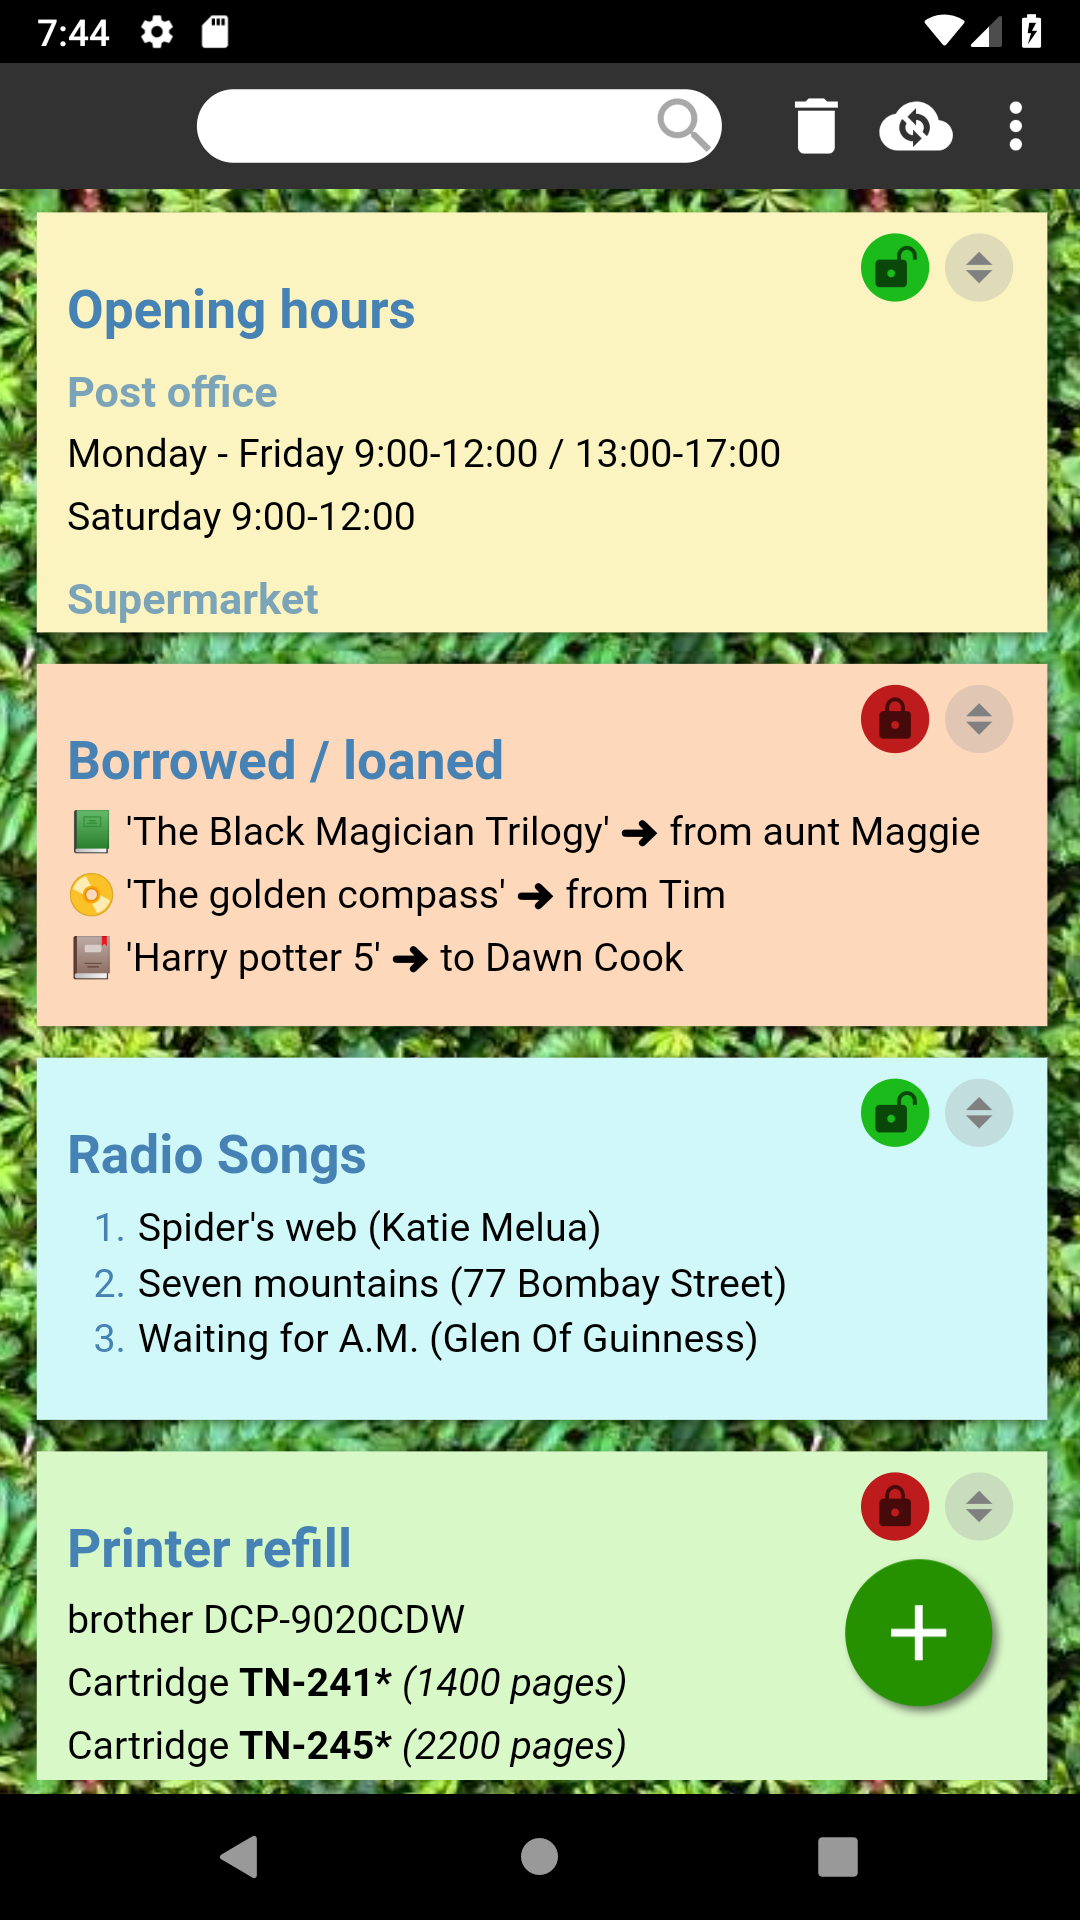 7:44
Opening hours
Post office
Monday - Friday 9:00-12:00 / 13:00-17:00
Saturday 9:00-12:00
Supermarket
Borrowed / loaned
'The Black Magician Trilogy' ➔ from aunt Maggie
'The golden compass' ➔ from Tim
'Harry potter 5' ➔ to Dawn Cook
Radio Songs
1. Spider's web (Katie Melua)
2. Seven mountains (77 Bombay Street)
3. Waiting for A.M. (Glen Of Guinness)
Printer refill
brother DCP-9020CDW
Cartridge TN-241* (1400 pages)
Cartridge TN-245* (2200 pages)